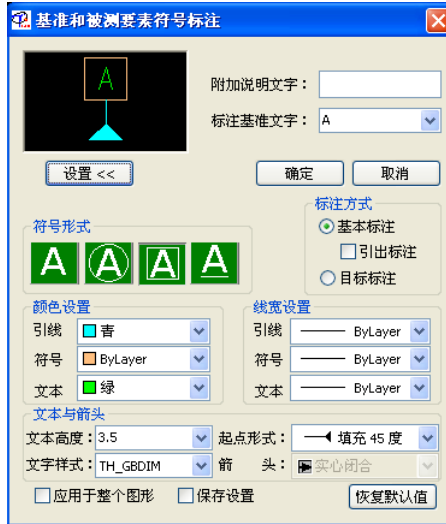 基准和被测要素符号标注
A
附加说明文字：
标注基准文字： A
设置 << 确定 取消
标注方式
基本标注
引出标注
目标标注
符号形式
A A A A
颜色设置
引线 青
符号 ByLayer
文本 绿
线宽设置
引线 ByLayer
符号 ByLayer
文本 ByLayer
文本与箭头
文本高度： 3.5 起点形式： 填充 45 度
文字样式： TH_GBDIM 箭 头： 实心闭合
应用于整个图形 保存设置 恢复默认值